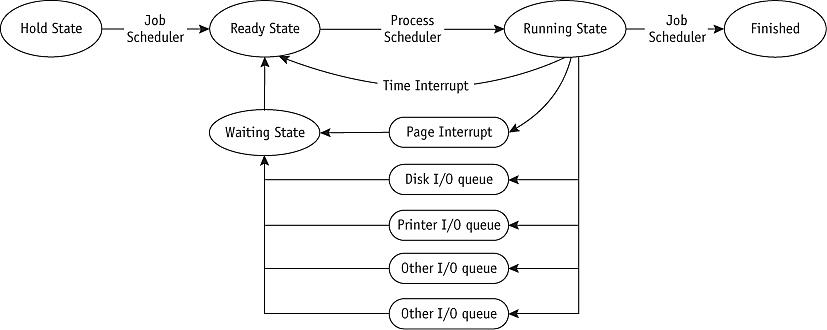 Hold State
Job
Scheduler
Ready State
Process
Scheduler
Running State
Job
Scheduler
Finished
Time Interrupt
Waiting State
Page Interrupt
Disk I/O queue
Printer I/O queue
Other I/O queue
Other I/O queue